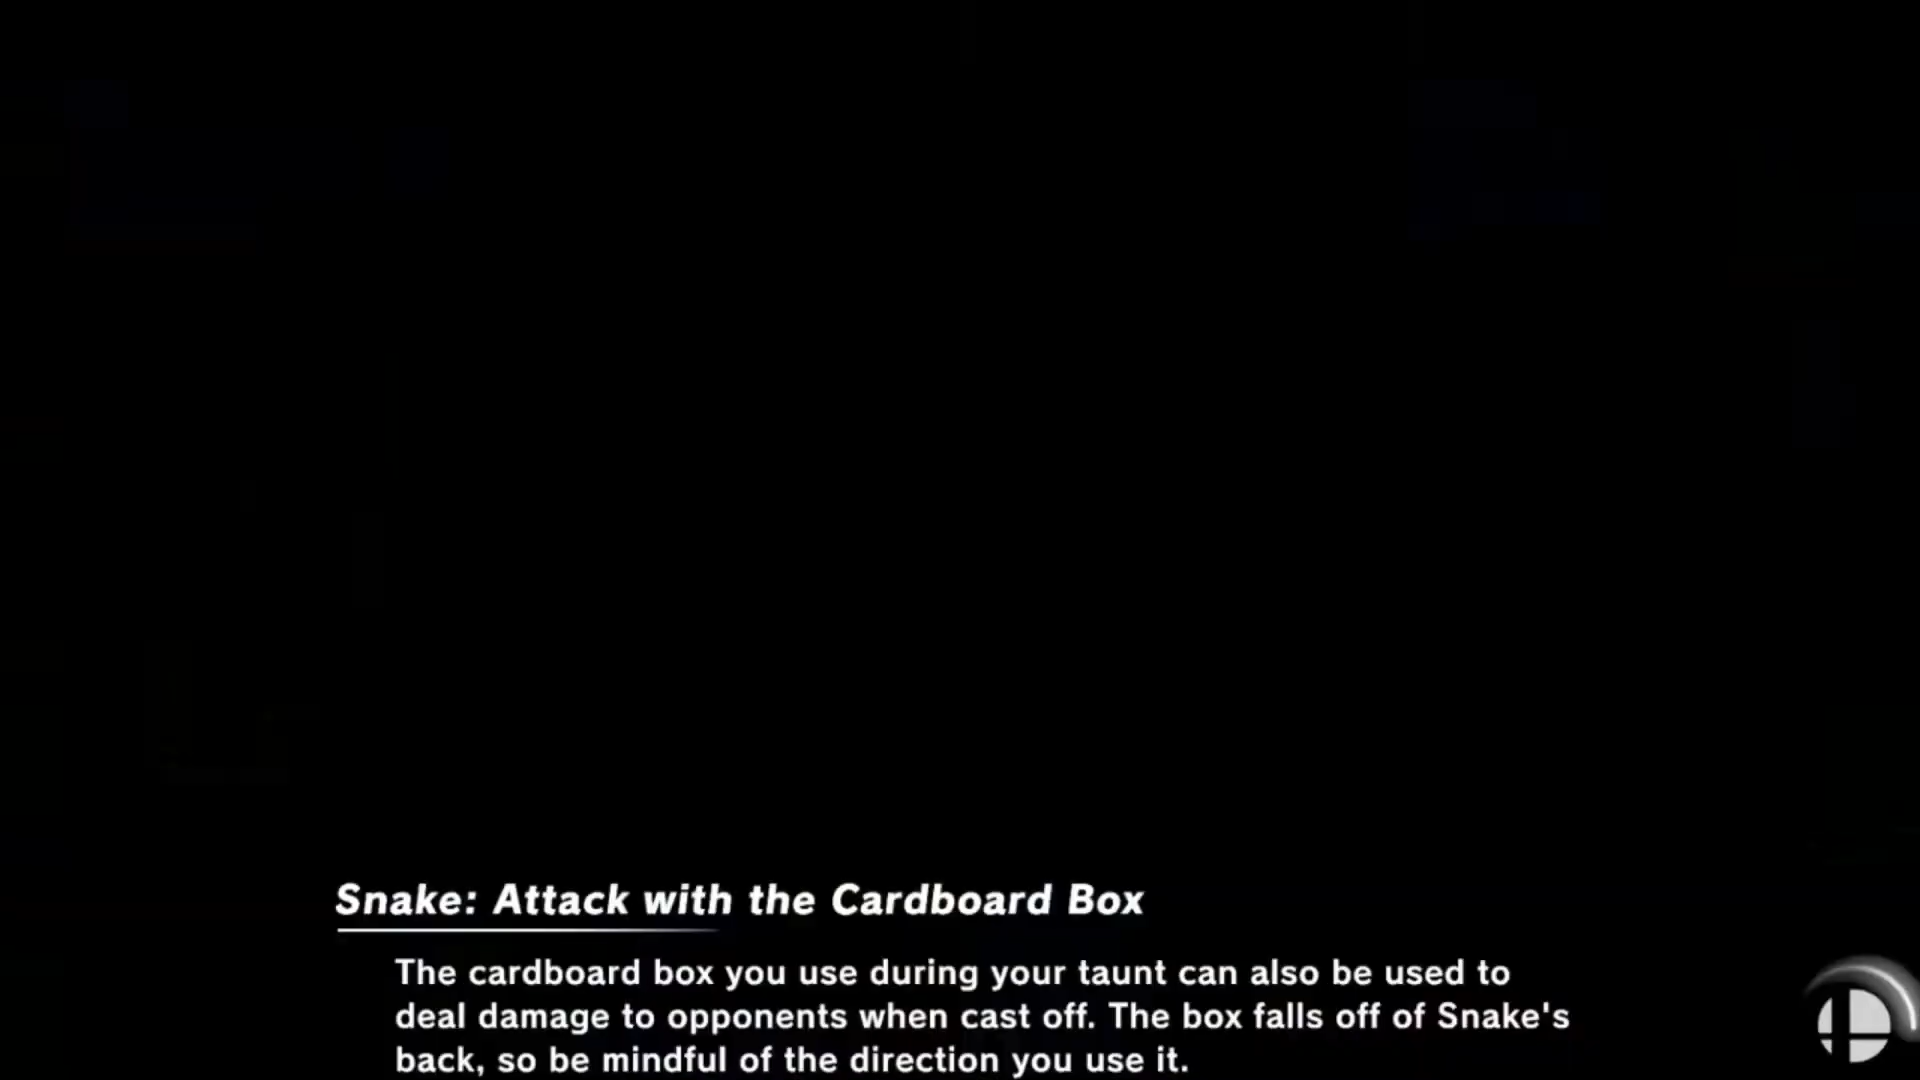 Snake: Attack with the Cardboard Box
The cardboard box you use during your taunt can also be used to
deal damage to opponents when cast off. The box falls off of Snake's
back, so be mindful of the direction you use it.